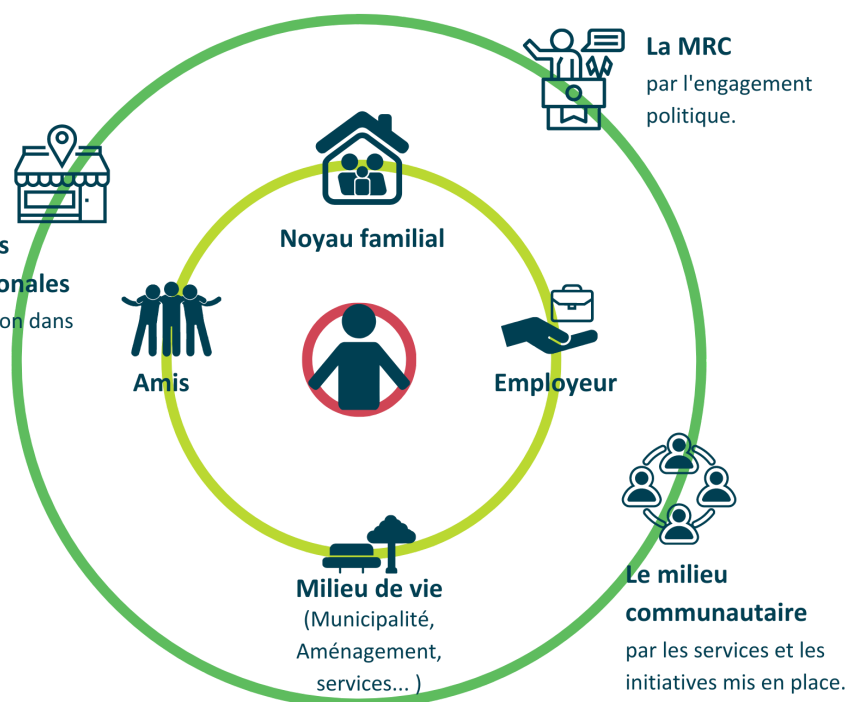 La MRC
par l'engagement
politique.
Noyau familial
on dans
Amis
Employeur
Milieu de vie
(Municipalité,
Aménagement,
services... )
Le milieu
communautaire
par les services et les
initiatives mis en place.